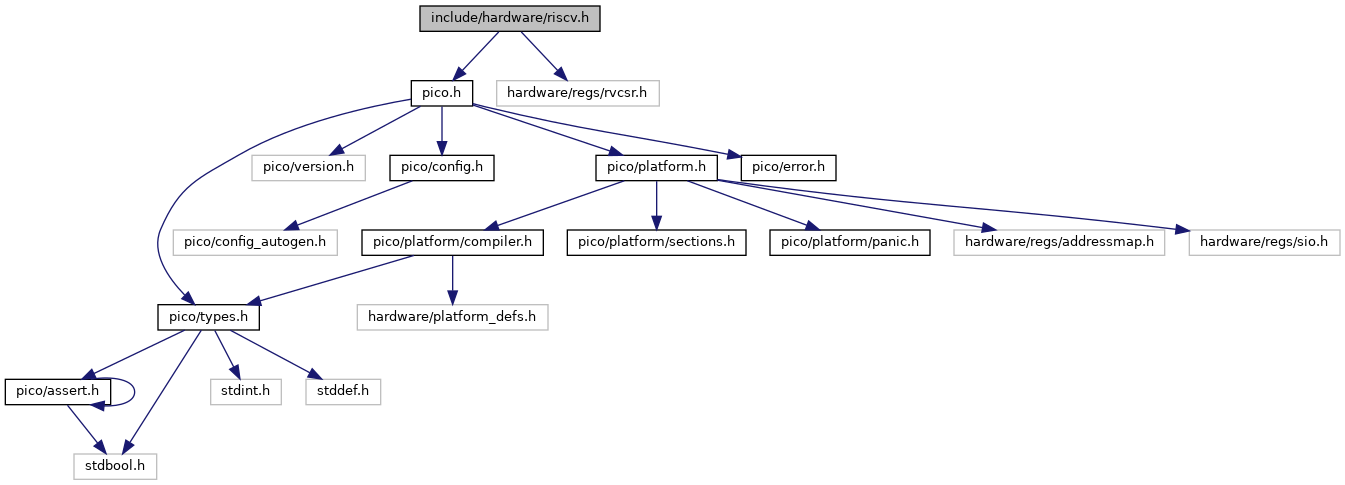 include/hardware/riscv.h
pico.h
hardware/regs/rvcsr.h
pico/version.h
pico/config.h
pico/platform.h
pico/error.h
pico/config_autogen.h
pico/platform/compiler.h
pico/platform/sections.h
pico/platform/panic.h
hardware/regs/addressmap.h
hardware/regs/sio.h
pico/types.h
hardware/platform_defs.h
pico/assert.h
stdint.h
stddef.h
stdbool.h